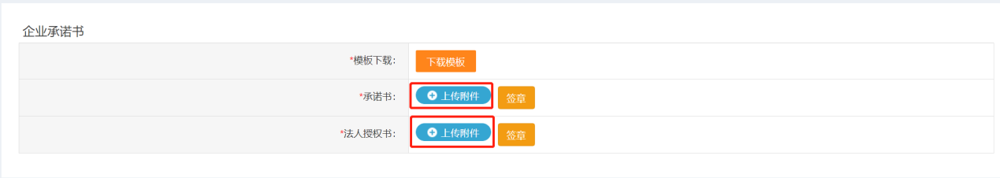 企业承诺书
*模板下载： 下载模板
*承诺书： 上传附件 签章
*法人授权书： 上传附件 签章